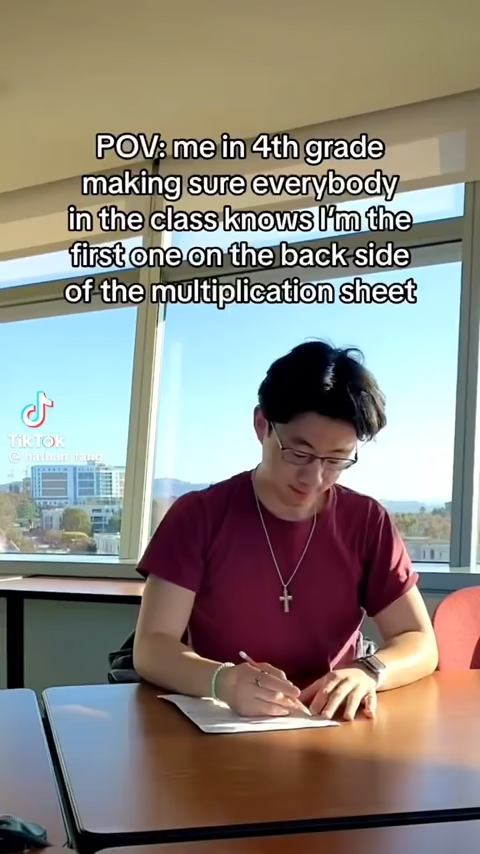 POV: me in 4th grade
making sure everybody
in the class knows I'm the
first one on the back side
of the multiplication sheet
TikTok